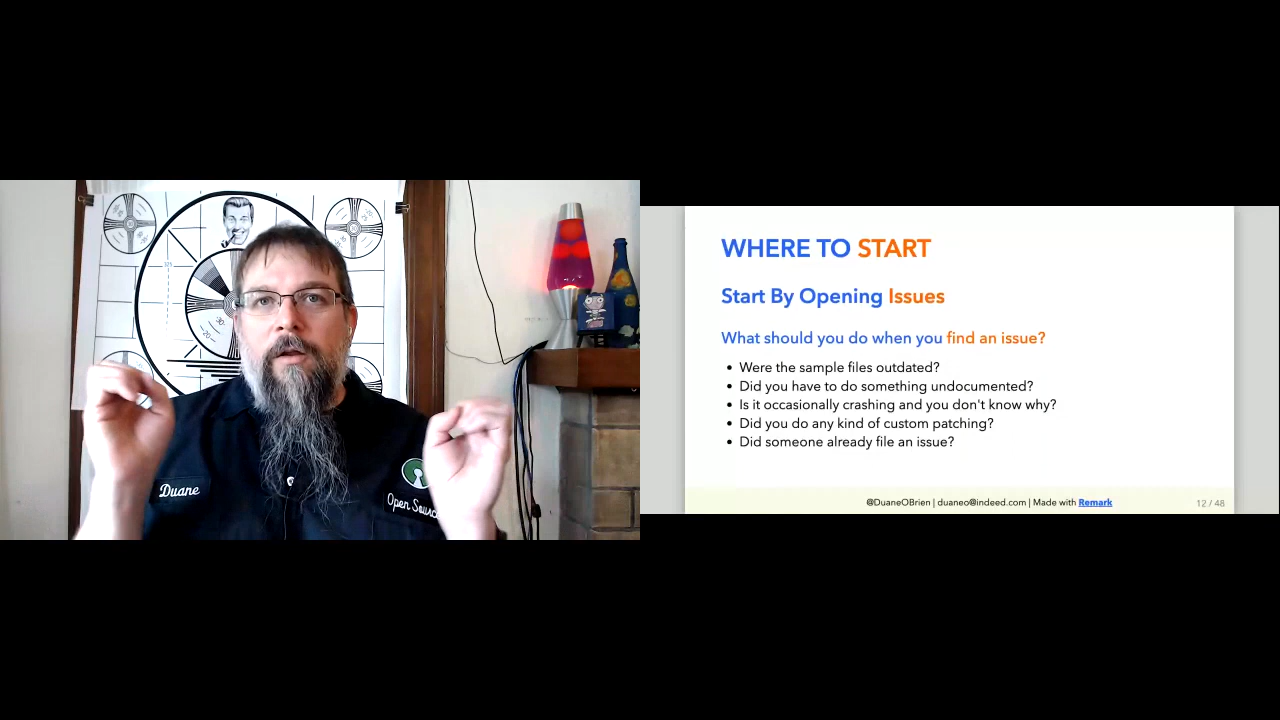 Duane
Open Sourc
WHERE TO START
Start By Opening Issues
What should you do when you find an issue?
• Were the sample files outdated?
• Did you have to do something undocumented?
• Is it occasionally crashing and you don't know why?
• Did you do any kind of custom patching?
• Did someone already file an issue?
@DuaneOBrien | duaneo@indeed.com | Made with Remark
12 / 48